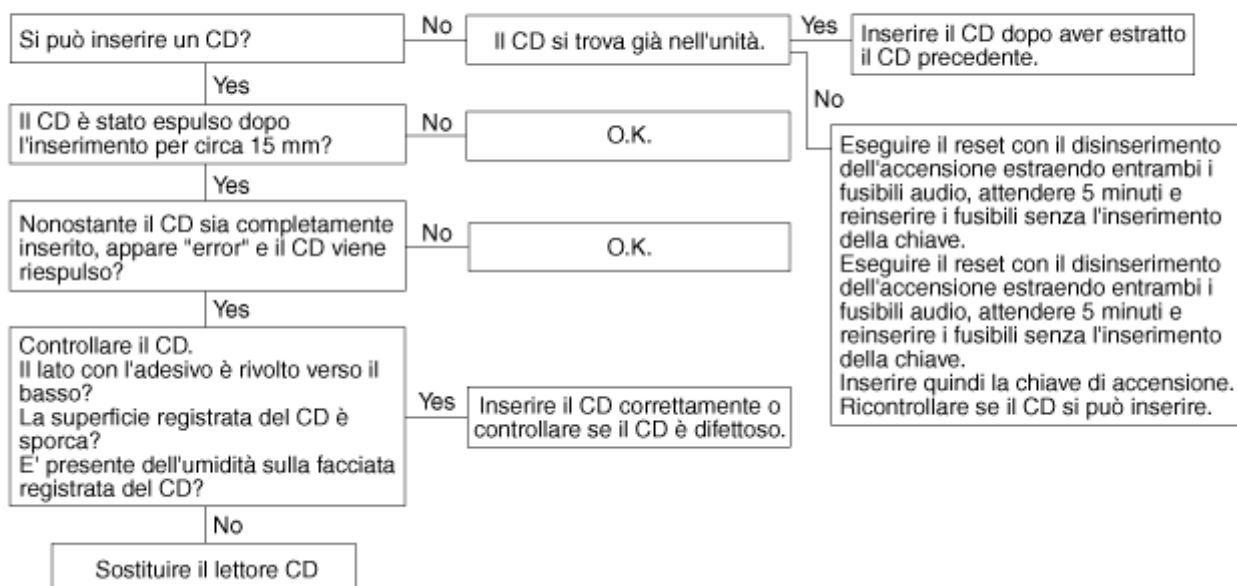 Si può inserire un CD?
No
Il CD si trova già nell'unità.
Yes
Inserire il CD dopo aver estratto
il CD precedente.
Yes
No
Il CD è stato espulso dopo
l'inserimento per circa 15 mm?
No
O.K.
Eseguire il reset con il disinserimento
dell'accensione estraendo entrambi i
fusibili audio, attendere 5 minuti e
reinserire i fusibili senza l'inserimento
della chiave.
Eseguire il reset con il disinserimento
dell'accensione estraendo entrambi i
fusibili audio, attendere 5 minuti e
reinserire i fusibili senza l'inserimento
della chiave.
Inserire quindi la chiave di accensione.
Ricontrollare se il CD si può inserire.
Yes
Nonostante il CD sia completamente
inserito, appare "error" e il CD viene
riespulso?
No
O.K.
Yes
Controllare il CD.
Il lato con l'adesivo è rivolto verso il
basso?
La superficie registrata del CD è
sporca?
E' presente dell'umidità sulla facciata
registrata del CD?
Yes
Inserire il CD correttamente o
controllare se il CD è difettoso.
No
Sostituire il lettore CD